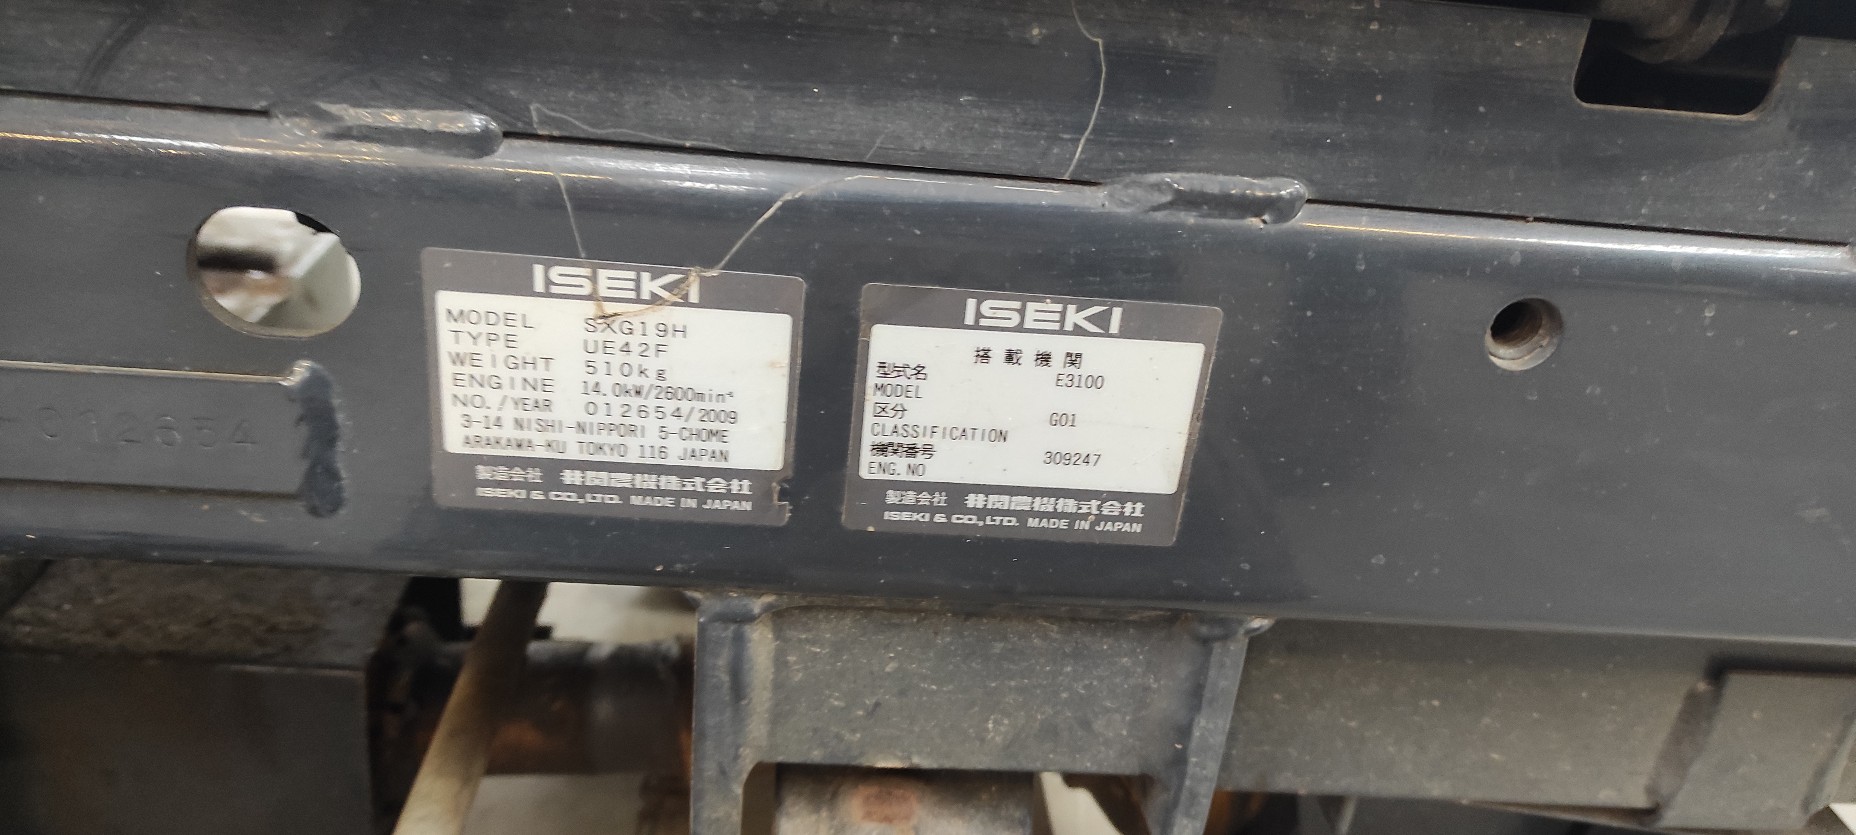 -012654
ISEKI
MODEL SXG19H
TYPE UE42F
WEIGHT 510kg
ENGINE 14.0kW/2600min⁻¹
NO./YEAR 012654/2009
3-14 NISHI-NIPPORI 5-CHOME
ARAKAWA-KU TOKYO 116 JAPAN
製造会社 井関農機株式会社
ISEKI & CO.,LTD. MADE IN JAPAN
ISEKI
搭載機関
型式名 E3100
MODEL
区分 G01
CLASSIFICATION
機関番号 309247
ENG.NO
製造会社 井関農機株式会社
ISEKI & CO.,LTD. MADE IN JAPAN